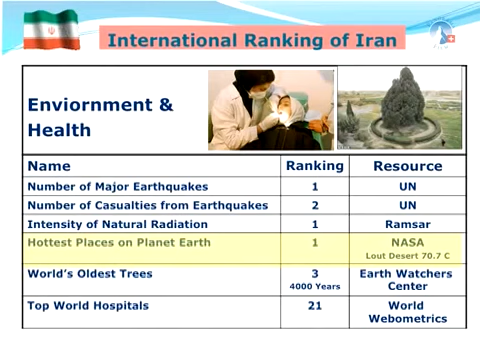 International Ranking of Iran
Enviornment &
Health
Name Ranking Resource
Number of Major Earthquakes 1 UN
Number of Casualties from Earthquakes 2 UN
Intensity of Natural Radiation 1 Ramsar
Hottest Places on Planet Earth 1 NASA
Lout Desert 70.7 C
World's Oldest Trees 3 Earth Watchers
4000 Years Center
Top World Hospitals 21 World
Webometrics